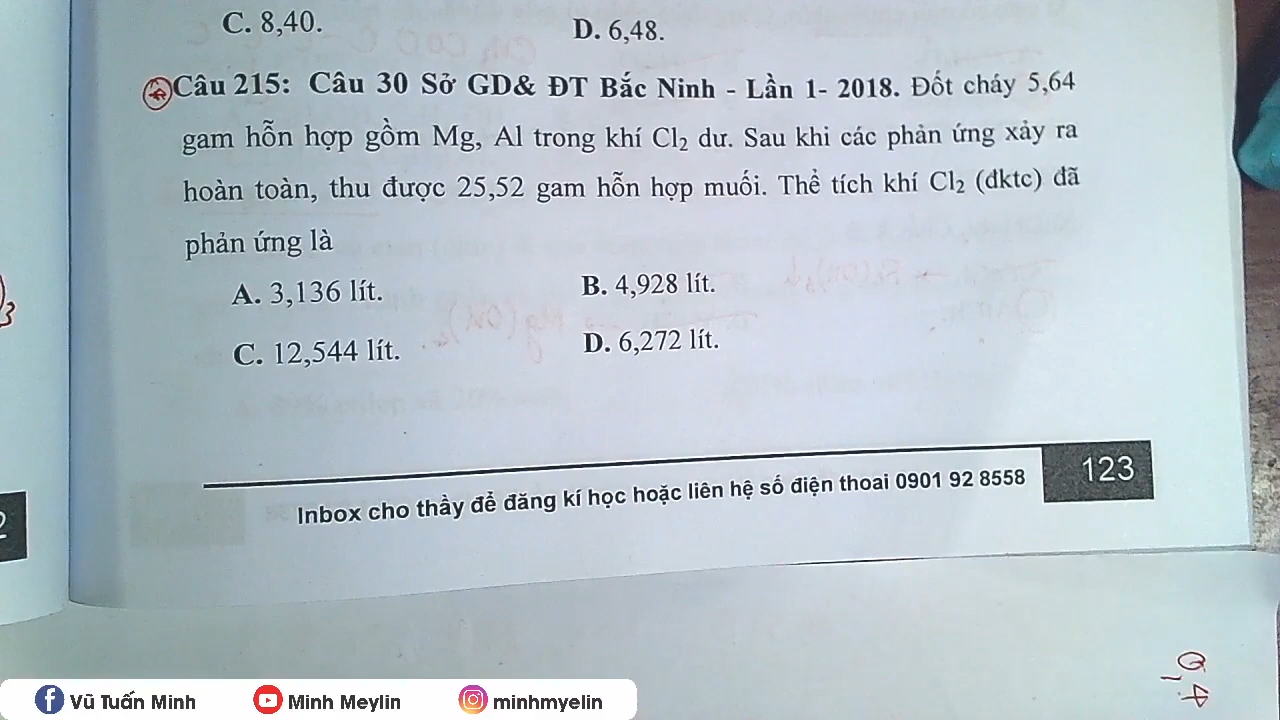 C. 8,40.
D. 6,48.
Câu 215: Câu 30 Sở GD& ĐT Bắc Ninh - Lần 1- 2018. Đốt cháy 5,64
gam hỗn hợp gồm Mg, Al trong khí Cl₂ dư. Sau khi các phản ứng xảy ra
hoàn toàn, thu được 25,52 gam hỗn hợp muối. Thể tích khí Cl₂ (đktc) đã
phản ứng là
A. 3,136 lít.
B. 4,928 lít.
C. 12,544 lít.
D. 6,272 lít.
Inbox cho thầy để đăng kí học hoặc liên hệ số điện thoai 0901 92 8558
123
0,4
Vũ Tuấn Minh
Minh Meylin
minhmyelin